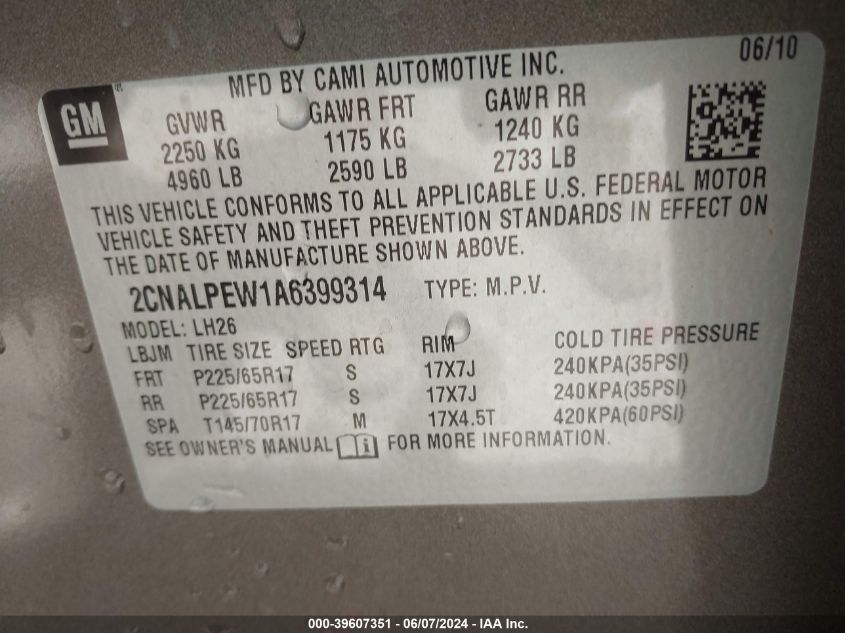 06/10
MFD BY CAMI AUTOMOTIVE INC.
GM
GVWR GAWR FRT GAWR RR
2250 KG 1175 KG 1240 KG
4960 LB 2590 LB 2733 LB
THIS VEHICLE CONFORMS TO ALL APPLICABLE U.S. FEDERAL MOTOR
VEHICLE SAFETY AND THEFT PREVENTION STANDARDS IN EFFECT ON
THE DATE OF MANUFACTURE SHOWN ABOVE.
2CNALPEW1A6399314 TYPE: M.P.V.
MODEL: LH26
LBJM TIRE SIZE SPEED RTG RIM COLD TIRE PRESSURE
FRT P225/65R17 S 17X7J 240KPA(35PSI)
RR P225/65R17 S 17X7J 240KPA(35PSI)
SPA T145/70R17 M 17X4.5T 420KPA(60PSI)
SEE OWNER'S MANUAL i FOR MORE INFORMATION.
000-39607351 - 06/07/2024 - IAA Inc.